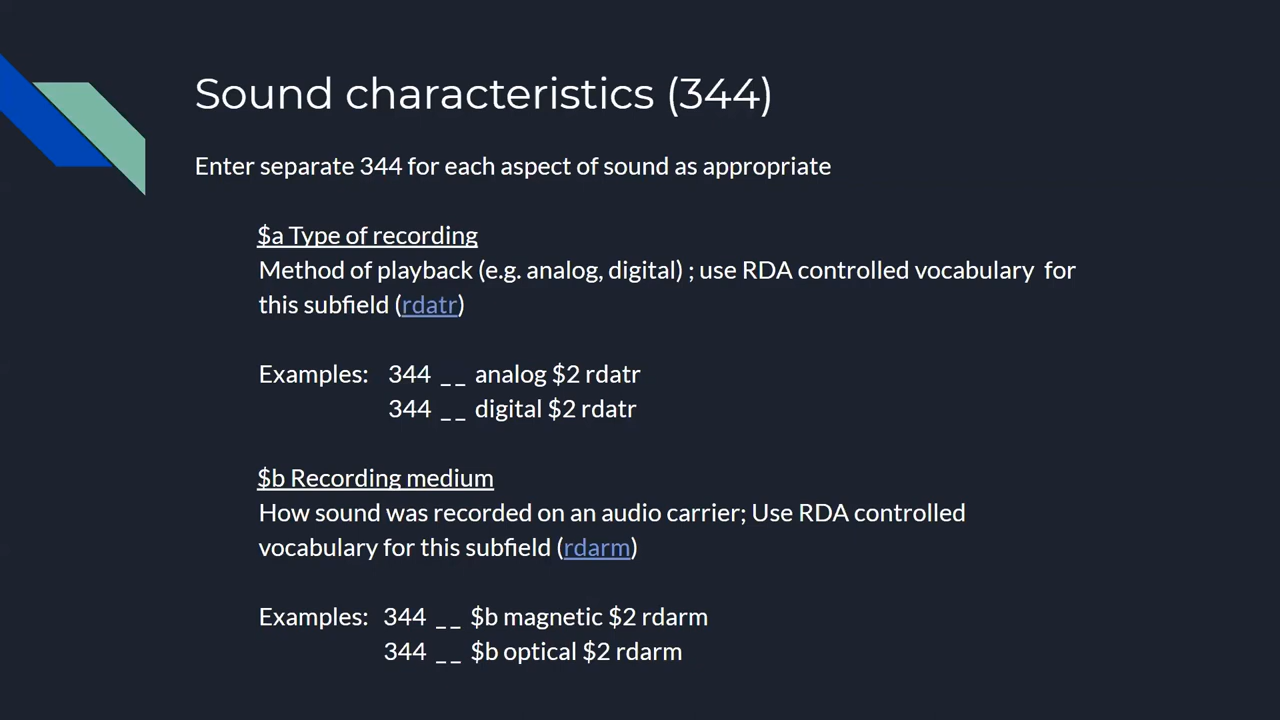 Sound characteristics (344)
Enter separate 344 for each aspect of sound as appropriate
$a Type of recording
Method of playback (e.g. analog, digital) ; use RDA controlled vocabulary for
this subfield (rdatr)
Examples: 344 _ _ analog $2 rdatr
344 _ _ digital $2 rdatr
$b Recording medium
How sound was recorded on an audio carrier; Use RDA controlled
vocabulary for this subfield (rdarm)
Examples: 344 _ _ $b magnetic $2 rdarm
344 _ _ $b optical $2 rdarm